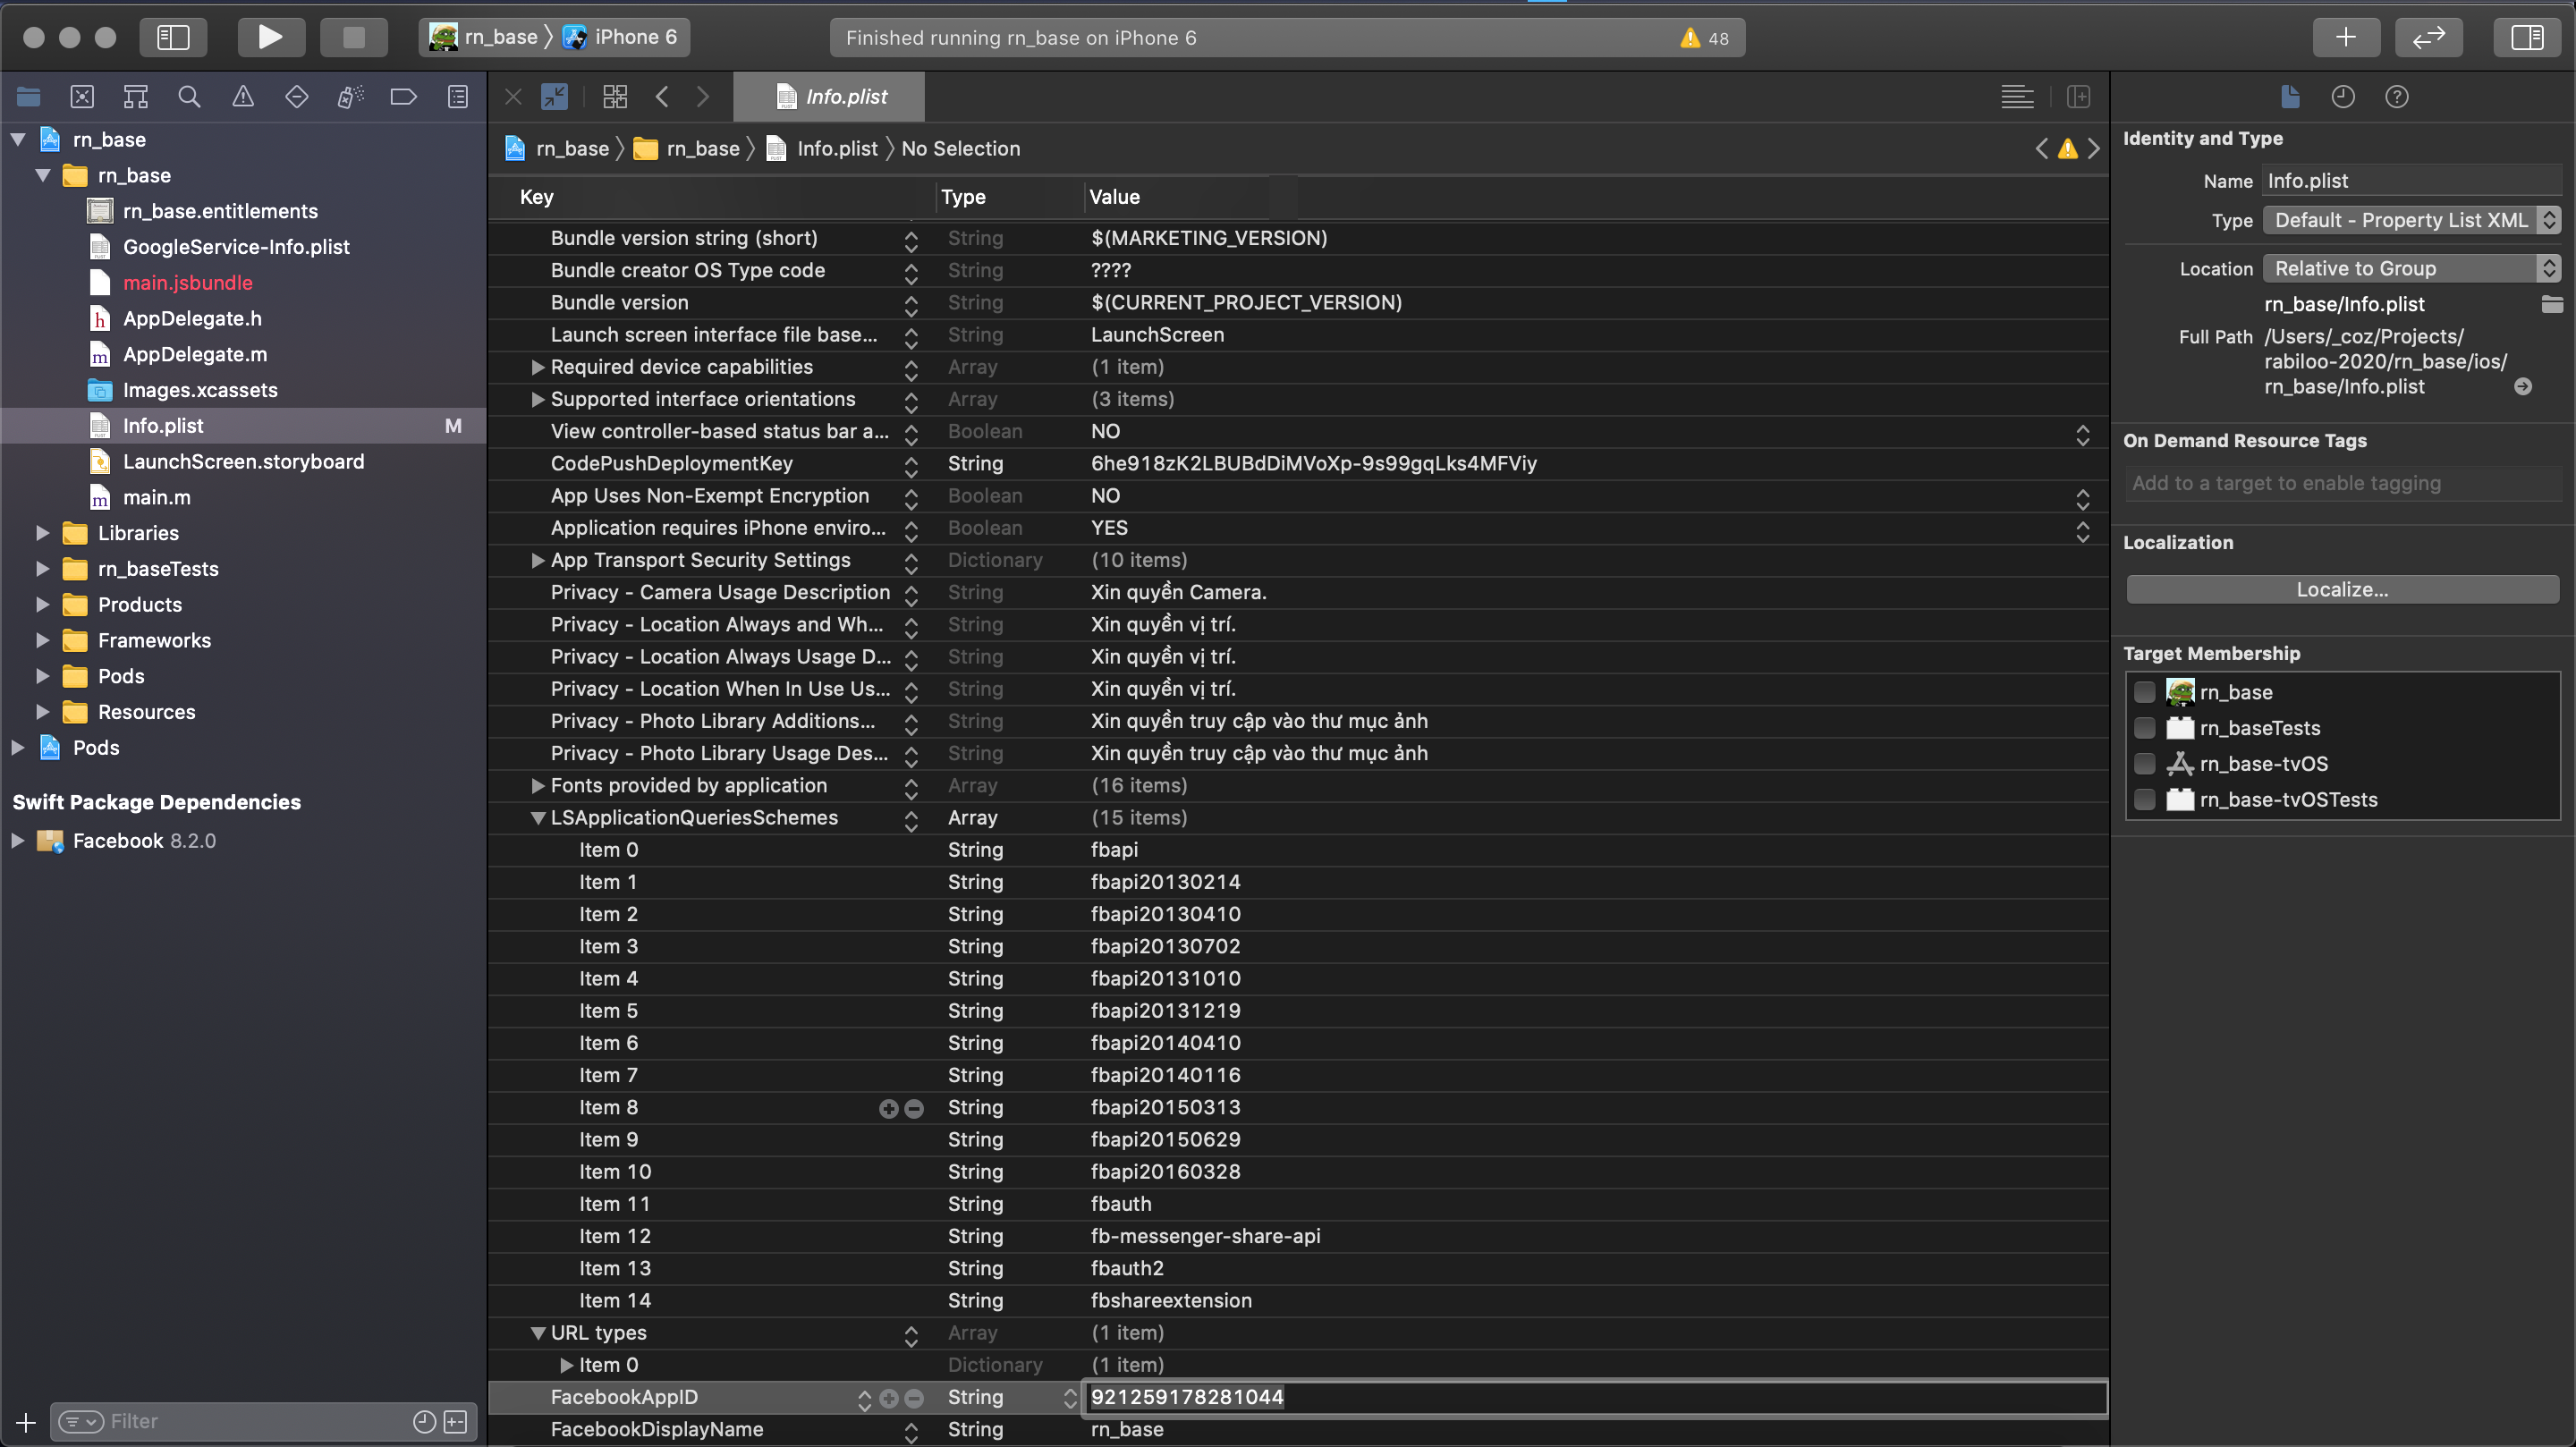 rn_base 〉 iPhone 6
Finished running rn_base on iPhone 6
48
Info.plist
rn_base 〉 rn_base 〉 Info.plist 〉 No Selection
rn_base
rn_base
rn_base.entitlements
GoogleService-Info.plist
main.jsbundle
AppDelegate.h
AppDelegate.m
Images.xcassets
Info.plist M
LaunchScreen.storyboard
main.m
Libraries
rn_baseTests
Products
Frameworks
Pods
Resources
Pods
Swift Package Dependencies
Facebook 8.2.0
Filter
Key Type Value
Bundle version string (short) String $(MARKETING_VERSION)
Bundle creator OS Type code String ????
Bundle version String $(CURRENT_PROJECT_VERSION)
Launch screen interface file base... String LaunchScreen
Required device capabilities Array (1 item)
Supported interface orientations Array (3 items)
View controller-based status bar a... Boolean NO
CodePushDeploymentKey String 6he918zK2LBUBdDiMVoXp-9s99gqLks4MFViy
App Uses Non-Exempt Encryption Boolean NO
Application requires iPhone enviro... Boolean YES
App Transport Security Settings Dictionary (10 items)
Privacy - Camera Usage Description String Xin quyền Camera.
Privacy - Location Always and Wh... String Xin quyền vị trí.
Privacy - Location Always Usage D... String Xin quyền vị trí.
Privacy - Location When In Use Us... String Xin quyền vị trí.
Privacy - Photo Library Additions... String Xin quyền truy cập vào thư mục ảnh
Privacy - Photo Library Usage Des... String Xin quyền truy cập vào thư mục ảnh
Fonts provided by application Array (16 items)
LSApplicationQueriesSchemes Array (15 items)
Item 0 String fbapi
Item 1 String fbapi20130214
Item 2 String fbapi20130410
Item 3 String fbapi20130702
Item 4 String fbapi20131010
Item 5 String fbapi20131219
Item 6 String fbapi20140410
Item 7 String fbapi20140116
Item 8 String fbapi20150313
Item 9 String fbapi20150629
Item 10 String fbapi20160328
Item 11 String fbauth
Item 12 String fb-messenger-share-api
Item 13 String fbauth2
Item 14 String fbshareextension
URL types Array (1 item)
Item 0 Dictionary (1 item)
FacebookAppID String 921259178281044
FacebookDisplayName String rn_base
Identity and Type
Name Info.plist
Type Default - Property List XML
Location Relative to Group
rn_base/Info.plist
Full Path /Users/_coz/Projects/
rabiloo-2020/rn_base/ios/
rn_base/Info.plist
On Demand Resource Tags
Add to a target to enable tagging
Localization
Localize...
Target Membership
rn_base
rn_baseTests
rn_base-tvOS
rn_base-tvOSTests